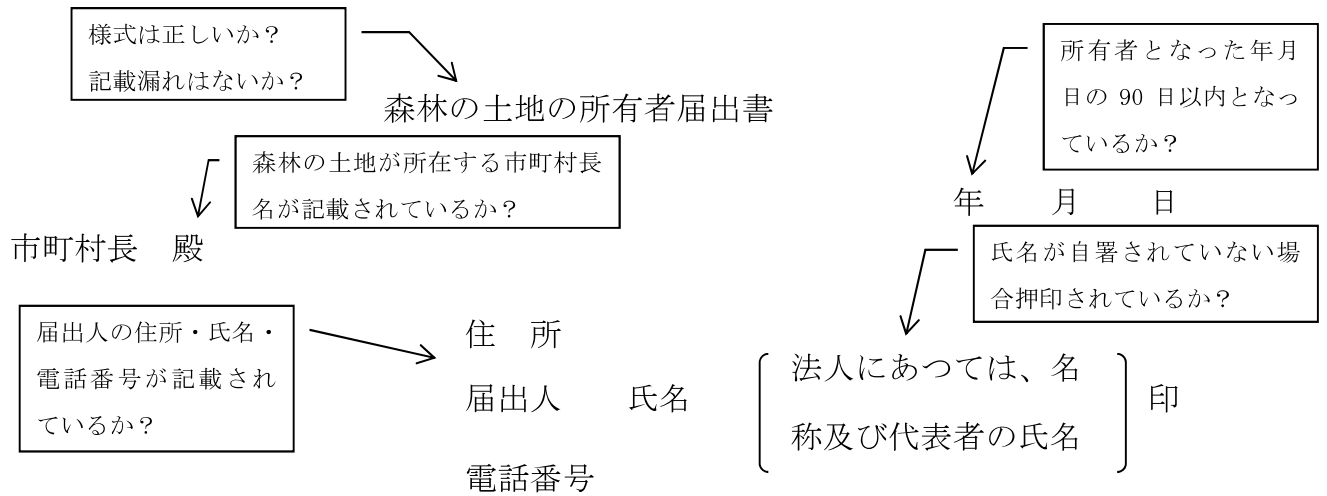 様式は正しいか？
記載漏れはないか？
所有者となった年月
日の 90 日以内となっ
ているか？
森林の土地の所有者届出書
森林の土地が所在する市町村長
名が記載されているか？
年　月　日
市町村長　殿
氏名が自署されていない場
合押印されているか？
届出人の住所・氏名・
電話番号が記載され
ているか？
住　所
届出人　氏名
法人にあつては、名
称及び代表者の氏名
印
電話番号